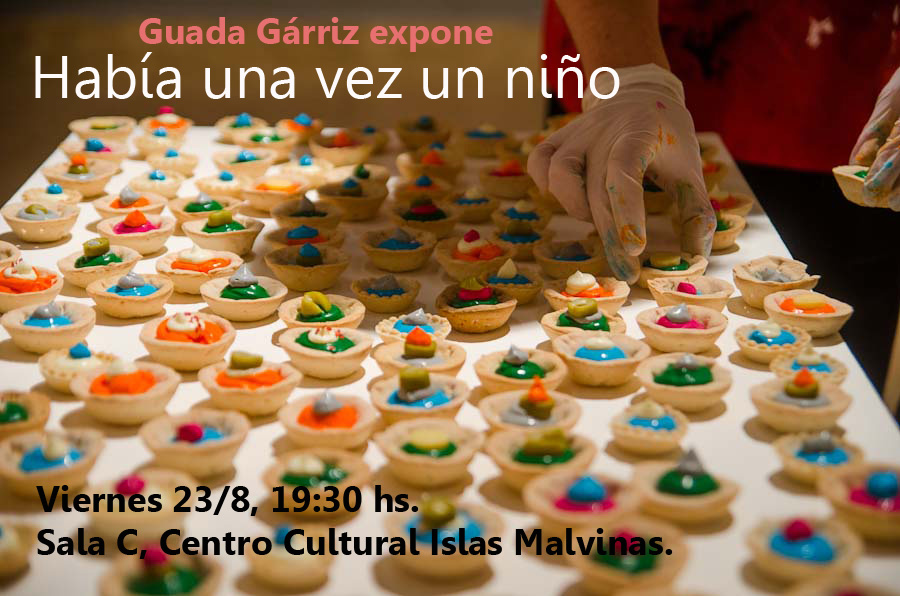 Guada Gárriz expone
Había una vez un niño
Viernes 23/8, 19:30 hs.
Sala C, Centro Cultural Islas Malvinas.